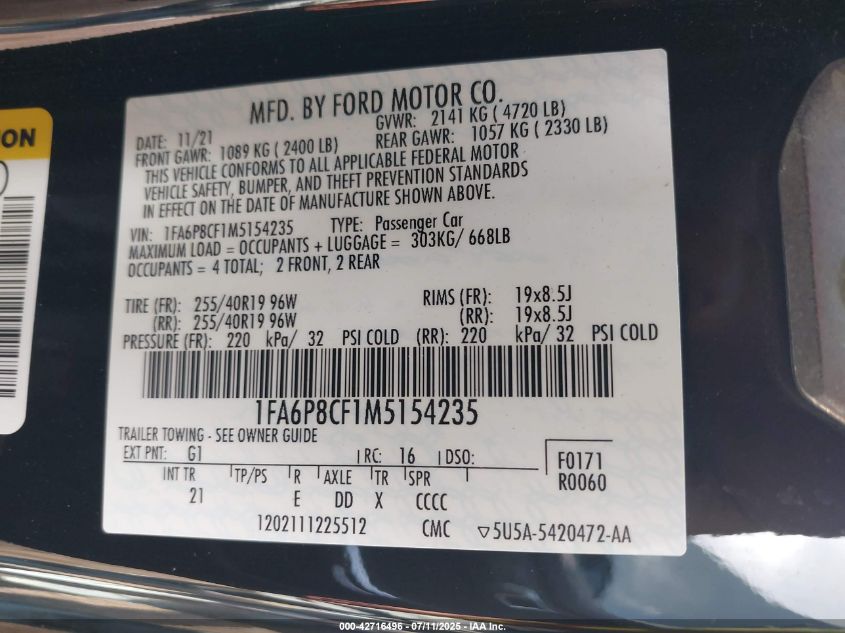 ION
MFD. BY FORD MOTOR CO.
DATE: 11/21 GVWR: 2141 KG ( 4720 LB)
FRONT GAWR: 1089 KG ( 2400 LB) REAR GAWR: 1057 KG ( 2330 LB)
THIS VEHICLE CONFORMS TO ALL APPLICABLE FEDERAL MOTOR
VEHICLE SAFETY, BUMPER, AND THEFT PREVENTION STANDARDS
IN EFFECT ON THE DATE OF MANUFACTURE SHOWN ABOVE.
VIN: 1FA6P8CF1M5154235 TYPE: Passenger Car
MAXIMUM LOAD = OCCUPANTS + LUGGAGE = 303KG/ 668LB
OCCUPANTS = 4 TOTAL; 2 FRONT, 2 REAR
TIRE (FR): 255/40R19 96W RIMS (FR): 19x8.5J
(RR): 255/40R19 96W (RR): 19x8.5J
PRESSURE (FR): 220 kPa/ 32 PSI COLD (RR): 220 kPa/ 32 PSI COLD
1FA6P8CF1M5154235
TRAILER TOWING - SEE OWNER GUIDE
EXT PNT: G1 RC: 16 DSO: F0171
INT TR TP/PS R AXLE TR SPR R0060
21 E DD X CCCC
1202111225512 CMC ▽5U5A-5420472-AA
000-42716496 - 07/11/2025 - IAA Inc.